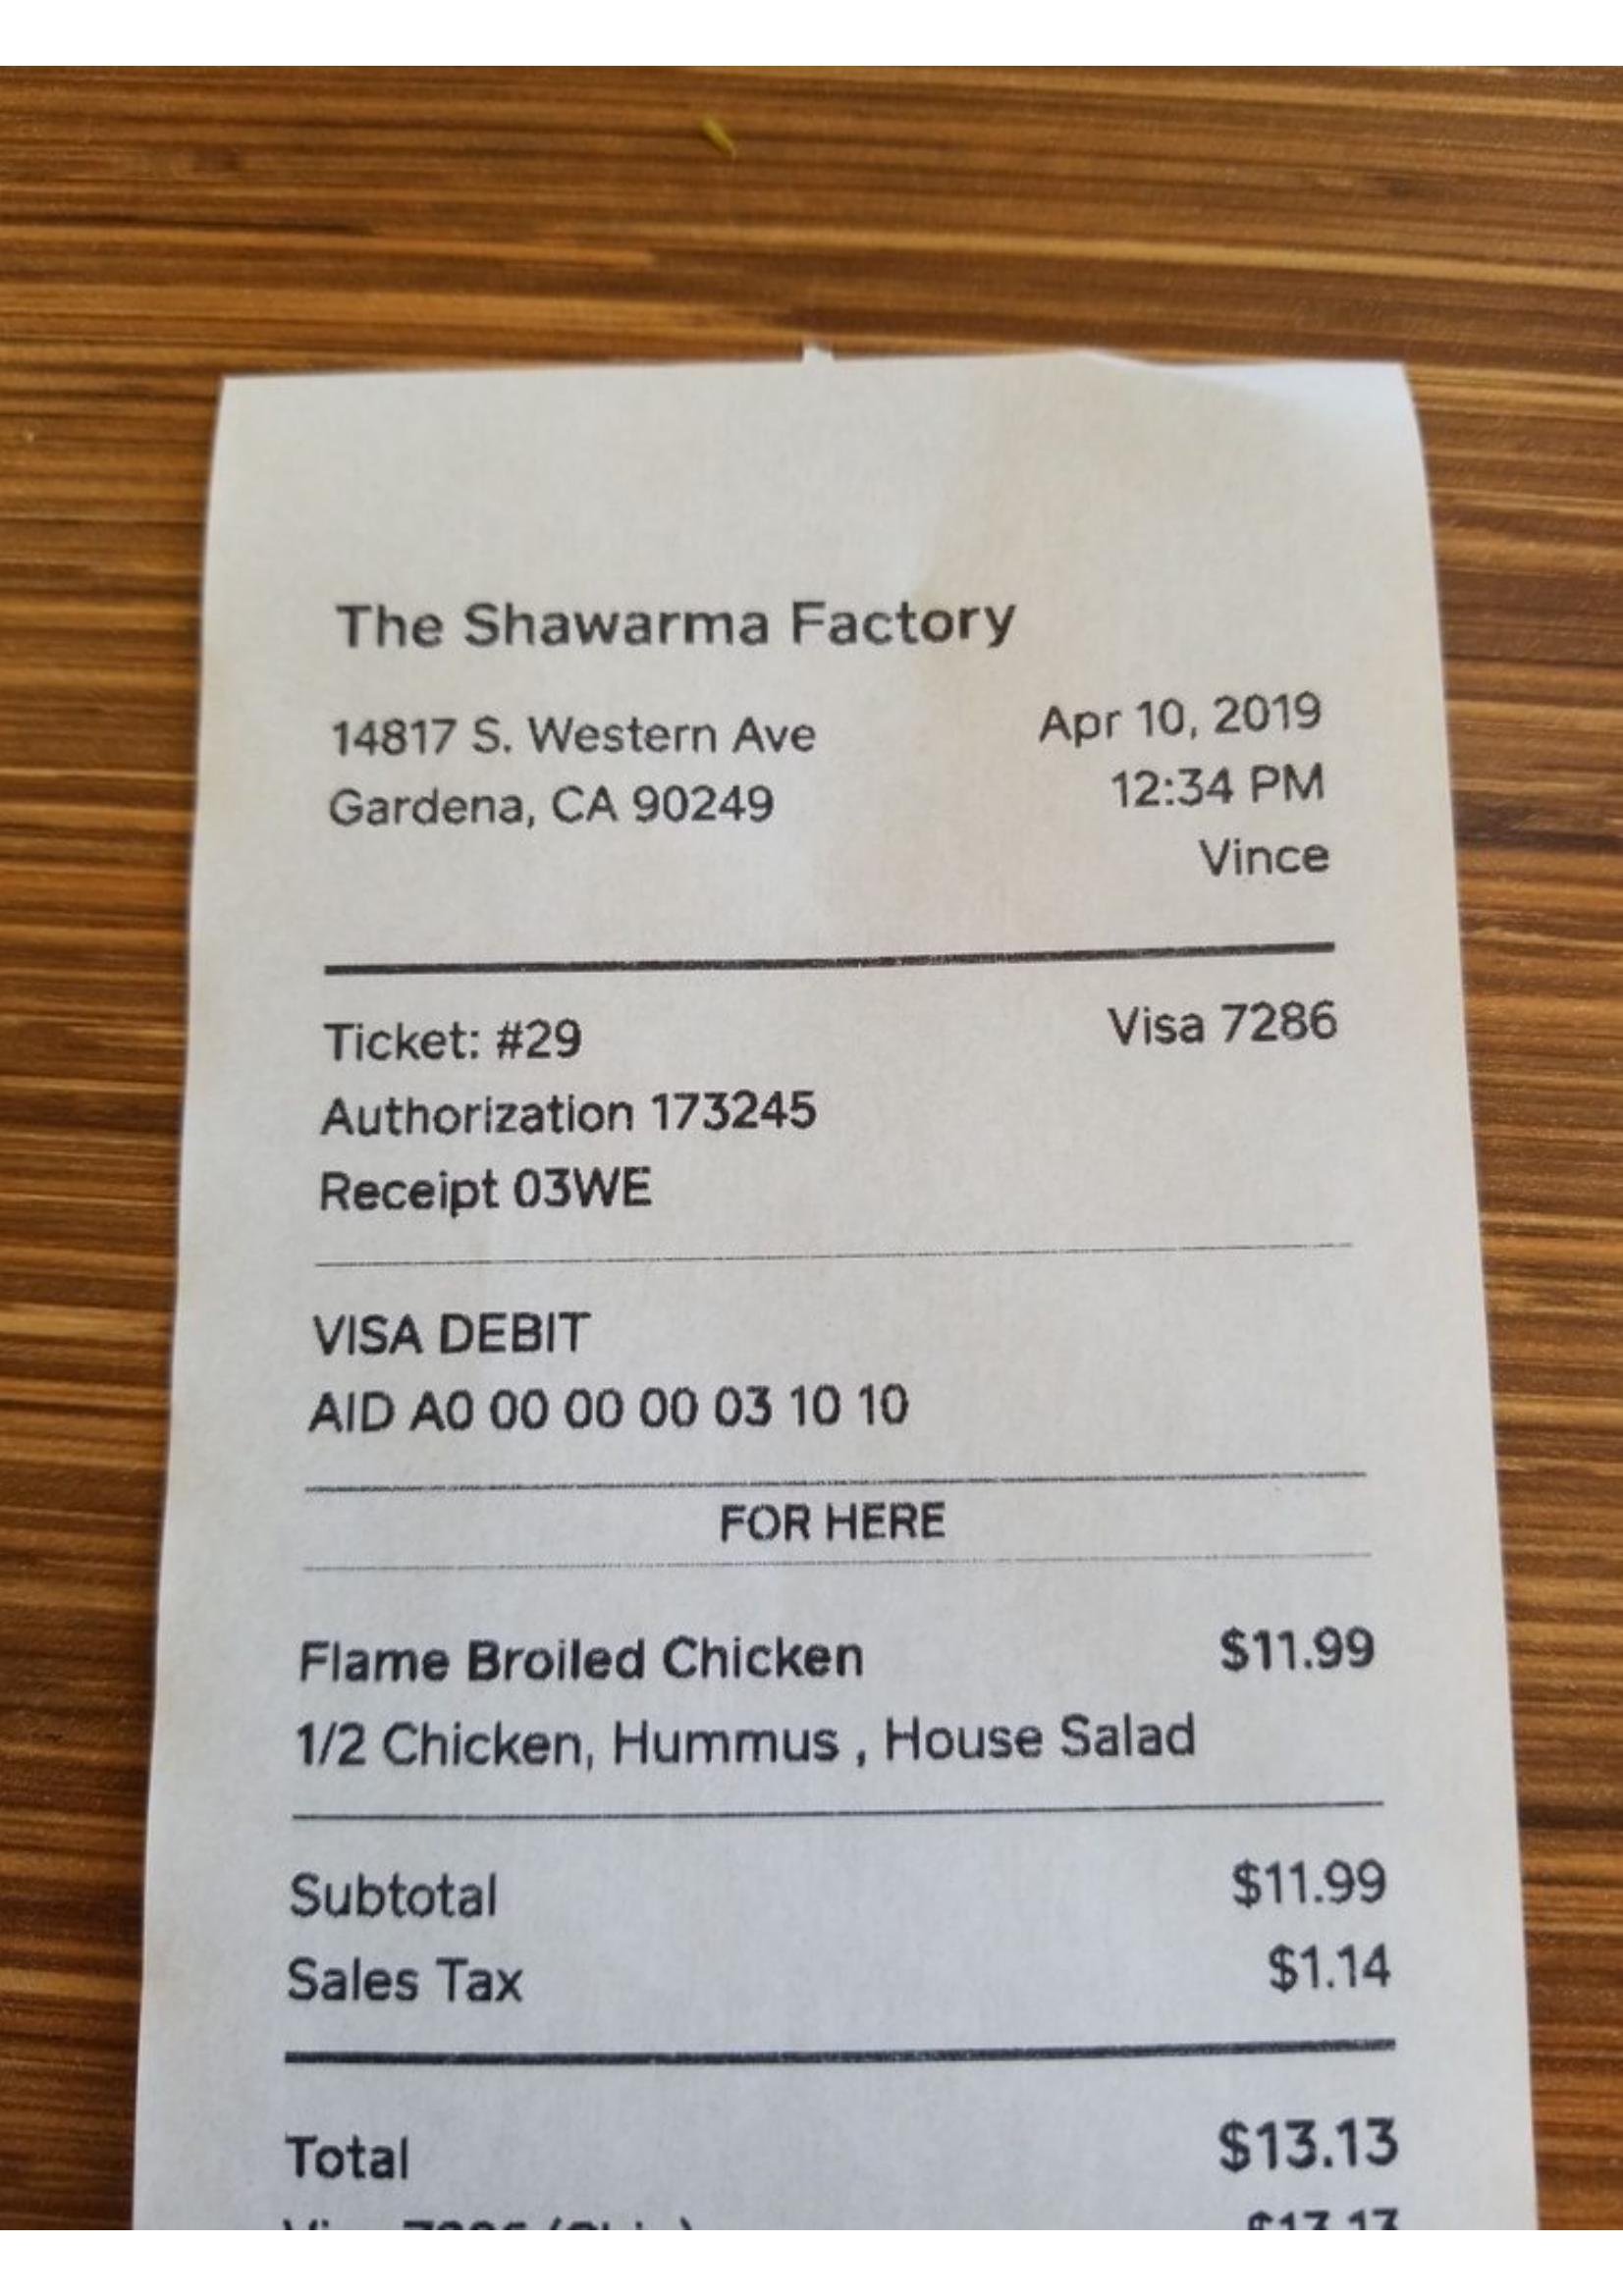 The Shawarma Factory
14817 S. Western Ave
Gardena, CA 90249
Apr 10, 2019
12:34 PM
Vince
Ticket: #29 Visa 7286
Authorization 173245
Receipt 03WE
VISA DEBIT
AID A0 00 00 00 03 10 10
FOR HERE
Flame Broiled Chicken $11.99
1/2 Chicken, Hummus , House Salad
Subtotal $11.99
Sales Tax $1.14
Total $13.13